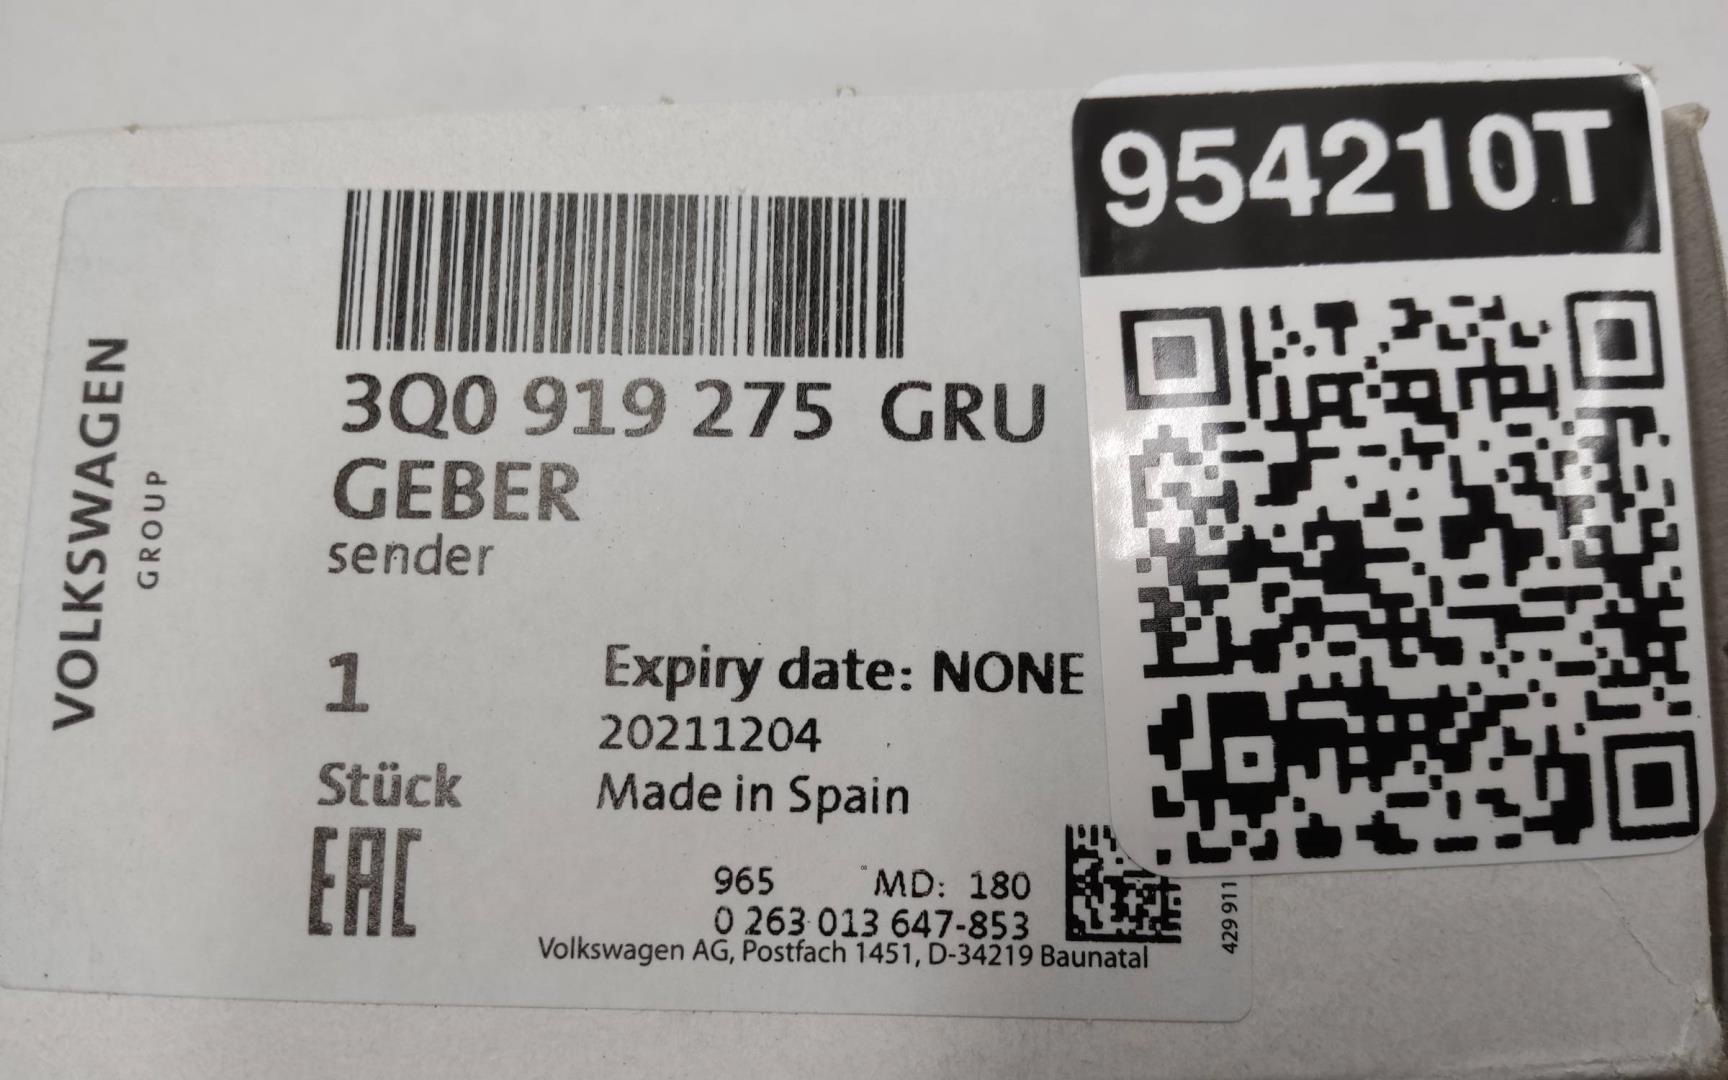 954210T
VOLKSWAGEN
GROUP
3Q0 919 275 GRU
GEBER
sender
1
Stück
Expiry date: NONE
20211204
Made in Spain
EAC
965 MD: 180
0 263 013 647-853
Volkswagen AG, Postfach 1451, D-34219 Baunatal
429 911